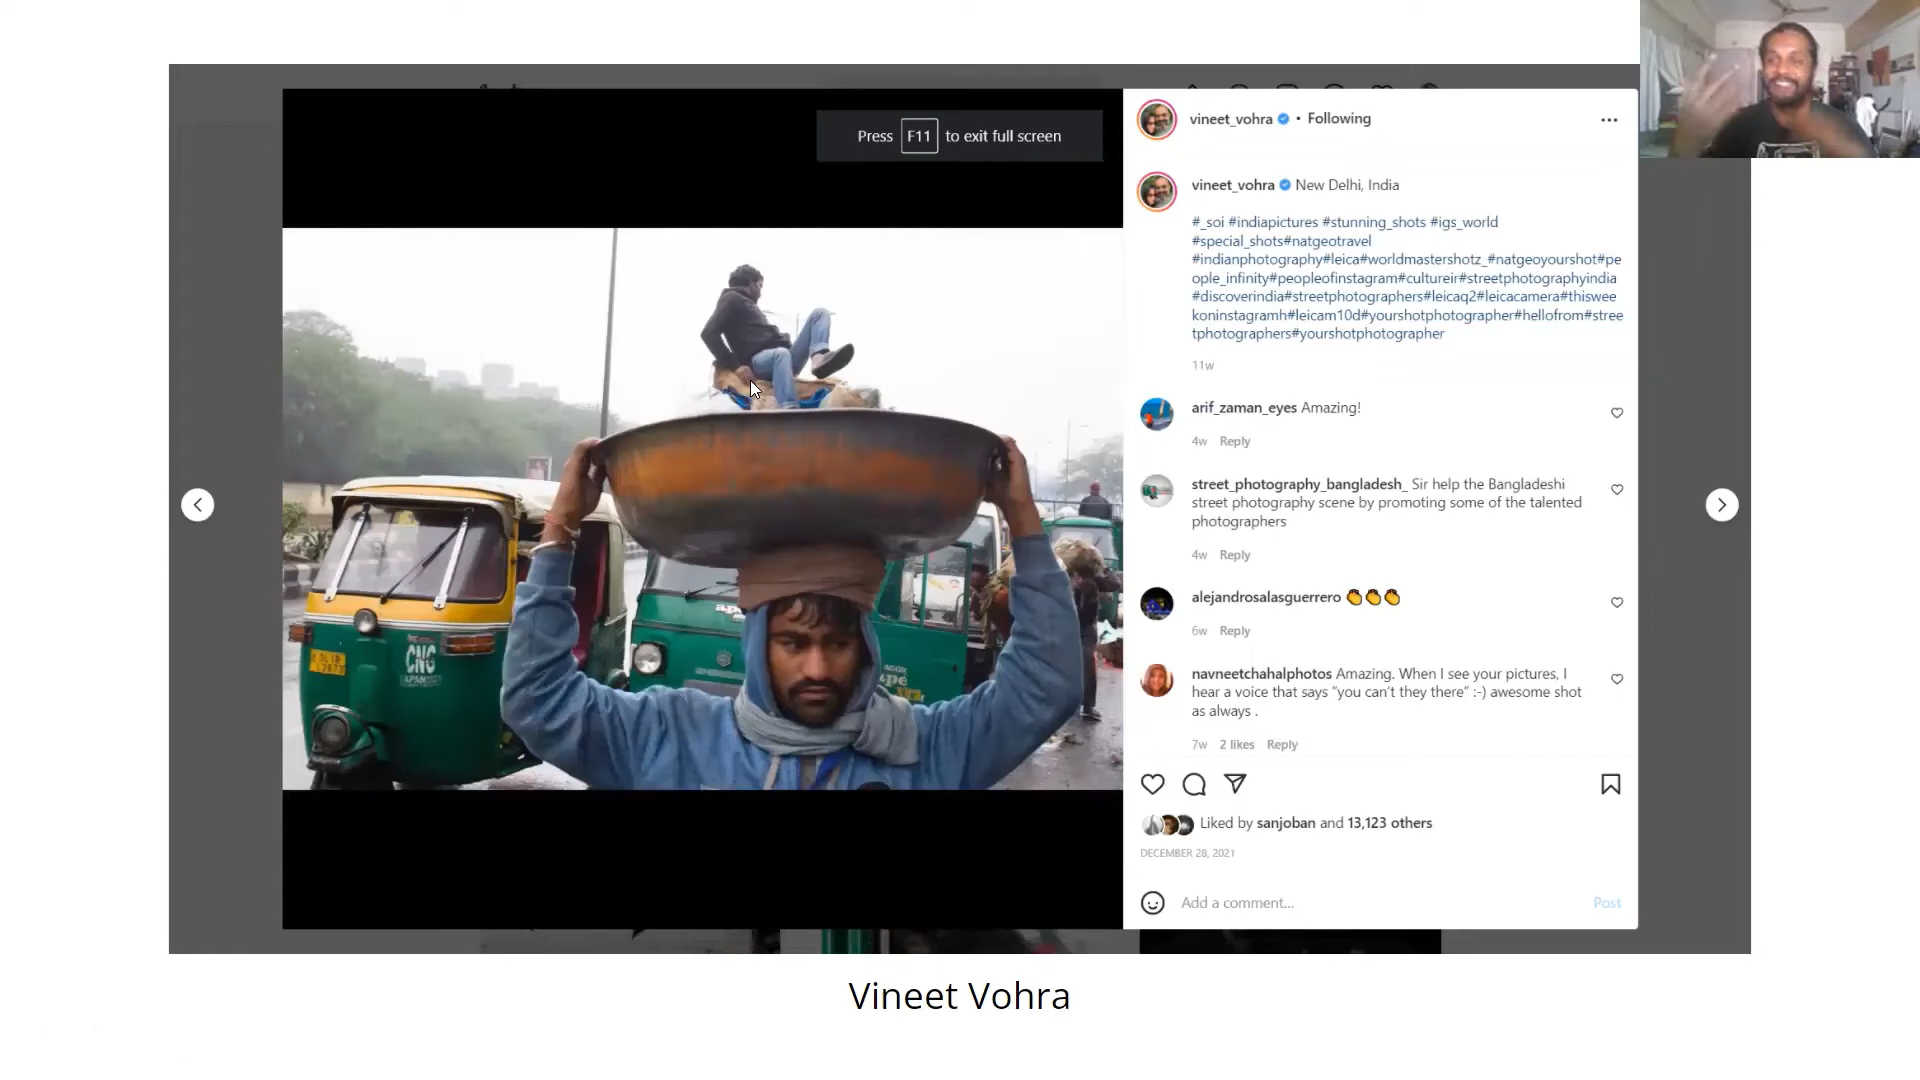 Press F11 to exit full screen
vineet_vohra • Following
vineet_vohra New Delhi, India
#_soi #indiapictures #stunning_shots #igs_world
#special_shots#natgeotravel
#indianphotography#leica#worldmastershotz_#natgeoyourshot#pe
ople_infinity#peopleofinstagram#cultureir#streetphotographyindia
#discoverindia#streetphotographers#leicaq2#leicacamera#thiswee
koninstagramh#leicam10d#yourshotphotographer#hellofrom#stree
tphotographers#yourshotphotographer
11w
arif_zaman_eyes Amazing!
4w Reply
street_photography_bangladesh_ Sir help the Bangladeshi
street photography scene by promoting some of the talented
photographers
4w Reply
alejandrosalasguerrero 👏👏👏
6w Reply
navneetchahalphotos Amazing. When I see your pictures, I
hear a voice that says “you can’t they there” :-) awesome shot
as always .
7w 2 likes Reply
Liked by sanjoban and 13,123 others
DECEMBER 28, 2021
Add a comment... Post
CNG
Vineet Vohra